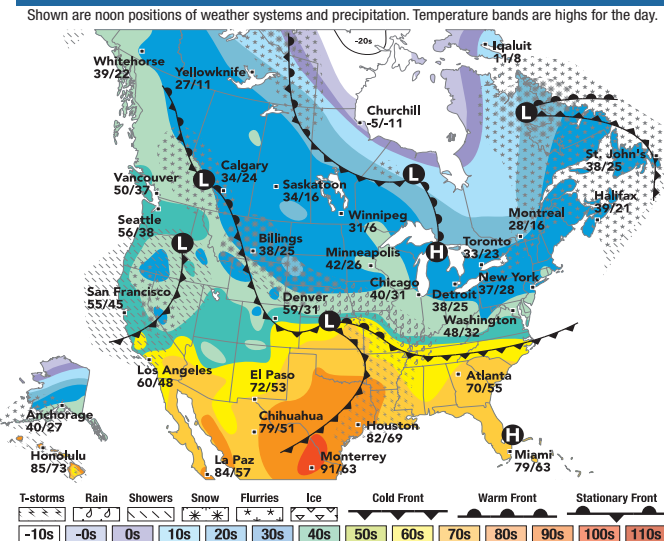 Shown are noon positions of weather systems and precipitation. Temperature bands are highs for the day.
-20s
Iqaluit
11/8
Whitehorse
39/22
Yellowknife
27/11
Churchill
-5/-11
L
St. John's
38/25
Calgary
34/24
L
L
Vancouver
50/37
Saskatoon
34/16
Halifax
39/21
Winnipeg
31/6
Montreal
28/16
Seattle
56/38
L
Billings
38/25
Minneapolis
42/26
H
Toronto
33/23
Chicago
40/31
Detroit
38/25
New York
37/28
San Francisco
55/45
Denver
59/31
L
Washington
48/32
Los Angeles
60/48
El Paso
72/53
Atlanta
70/55
Anchorage
40/27
Chihuahua
79/51
Houston
82/69
H
Honolulu
85/73
La Paz
84/57
Monterrey
91/63
Miami
79/63
T-storms Rain Showers Snow Flurries Ice Cold Front Warm Front Stationary Front
-10s -0s 0s 10s 20s 30s 40s 50s 60s 70s 80s 90s 100s 110s